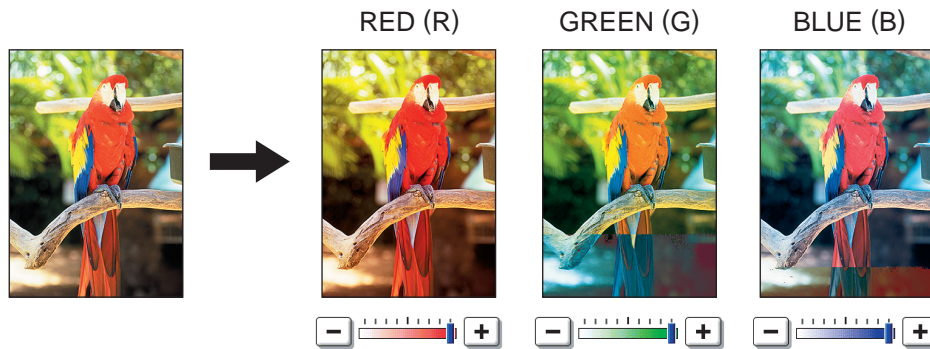 RED (R) GREEN (G) BLUE (B)
− + − + − +